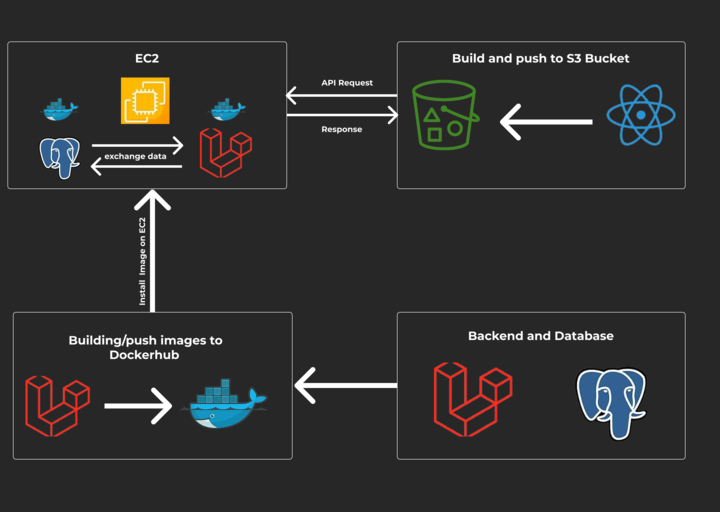 EC2
Build and push to S3 Bucket
API Request
Response
exchange data
Install Image on EC2
Building/push images to
Dockerhub
Backend and Database